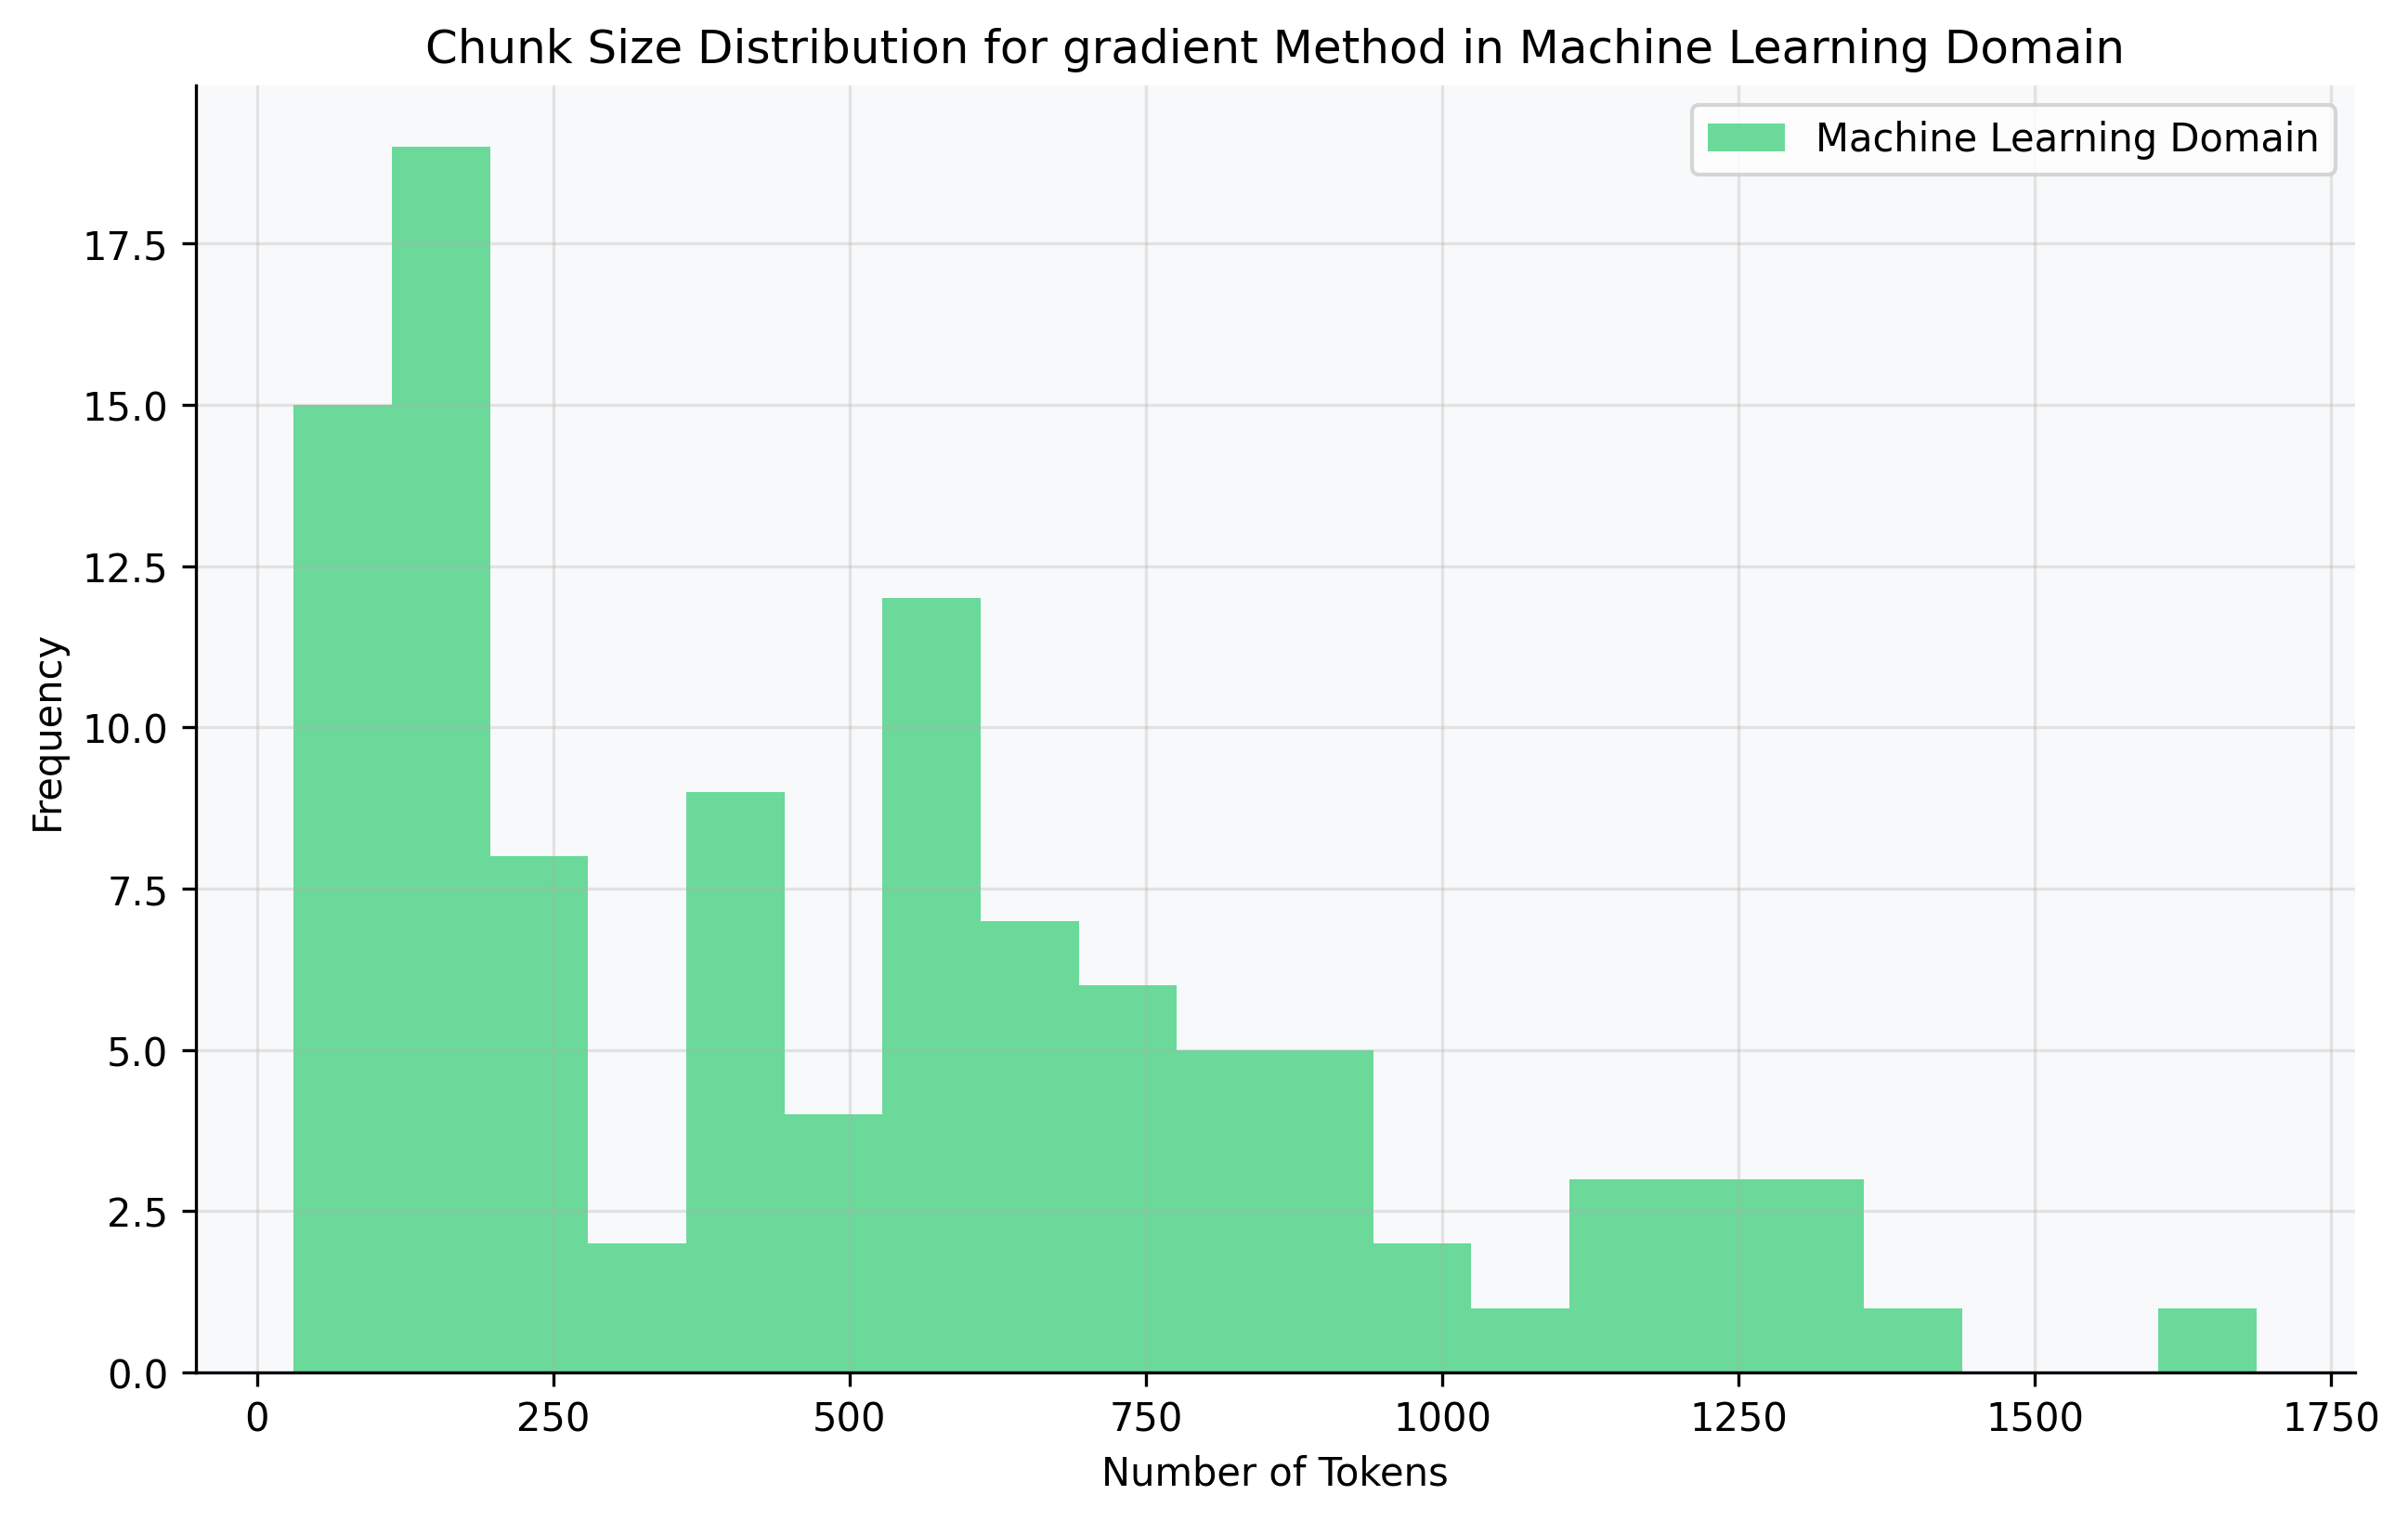 Chunk Size Distribution for gradient Method in Machine Learning Domain
Machine Learning Domain
17.5
15.0
12.5
10.0
7.5
5.0
2.5
0.0
Frequency
0 250 500 750 1000 1250 1500 1750
Number of Tokens